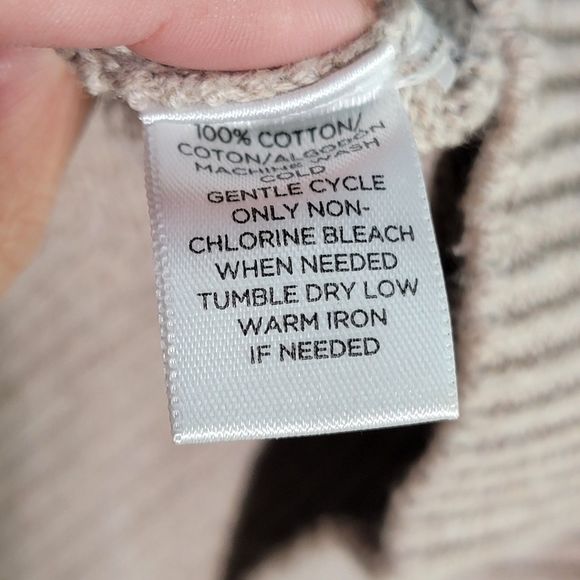 100% COTTON/
COTON/ALGODON
MACHINE WASH
COLD
GENTLE CYCLE
ONLY NON-
CHLORINE BLEACH
WHEN NEEDED
TUMBLE DRY LOW
WARM IRON
IF NEEDED